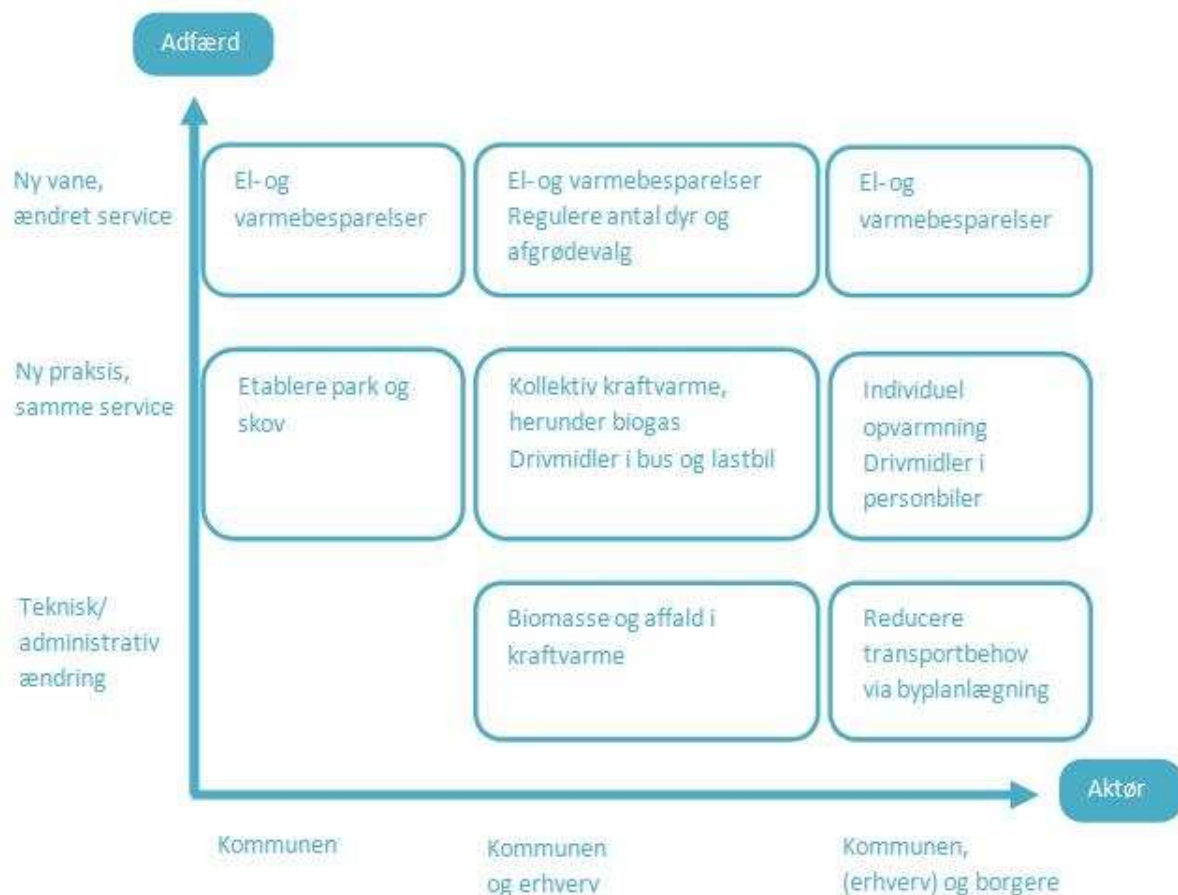 Adfærd
Ny vane,
ændret service
El- og
varmebesparelser
El- og varmebesparelser
Regulere antal dyr og
afgrødevalg
El- og
varmebesparelser
Ny praksis,
samme service
Etablere park og
skov
Kollektiv kraftvarme,
herunder biogas
Drivmidler i bus og lastbil
Individuel
opvarmning
Drivmidler i
personbiler
Teknisk/
administrativ
ændring
Biomasse og affald i
kraftvarme
Reducere
transportbehov
via byplanlægning
Aktør
Kommunen
Kommunen
og erhverv
Kommunen,
(erhverv) og borgere